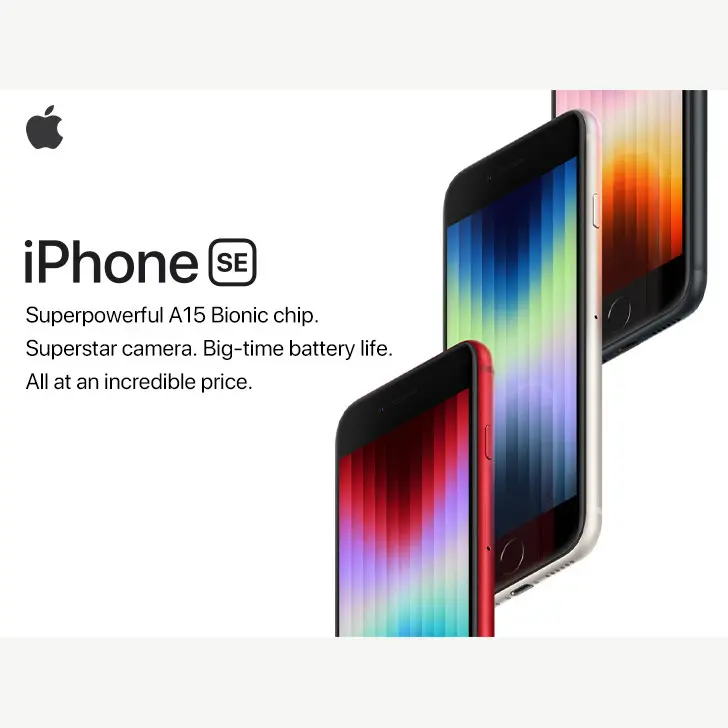 iPhone SE
Superpowerful A15 Bionic chip.
Superstar camera. Big-time battery life.
All at an incredible price.